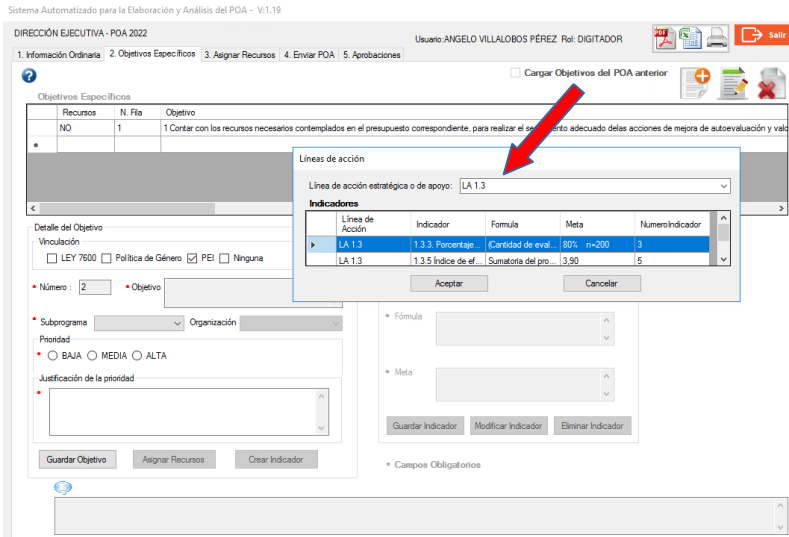 Sistema Automatizado para la Elaboración y Análisis del POA - V:1.19
DIRECCIÓN EJECUTIVA - POA 2022
Usuario:ANGELO VILLALOBOS PÉREZ Rol: DIGITADOR
PDF
Salir
1. Información Ordinaria 2. Objetivos Específicos 3. Asignar Recursos 4. Enviar POA 5. Aprobaciones
Cargar Objetivos del POA anterior
Objetivos Específicos
Recursos N. Fila Objetivo
NO 1 1 Contar con los recursos necesarios contemplados en el presupuesto correspondiente, para realizar el se ento adecuado delas acciones de mejora de autoevaluación y valo
Líneas de acción
Línea de acción estratégica o de apoyo: LA 1.3
Indicadores
Línea de Acción Indicador Formula Meta NumeroIndicador
LA 1.3 1.3.3. Porcentaje... (Cantidad de eval... 80% n=200 3
LA 1.3 1.3.5 Índice de ef... Sumatoria del pro... 3,90 5
Aceptar Cancelar
Detalle del Objetivo
Vinculación
LEY 7600 Política de Género PEI Ninguna
* Número : 2 * Objetivo
* Subprograma Organización
Prioridad
* BAJA MEDIA ALTA
Justificación de la prioridad
*
* Fórmula
* Meta
Guardar Indicador Modificar Indicador Eliminar Indicador
Guardar Objetivo Asignar Recursos Crear Indicador
* Campos Obligatorios